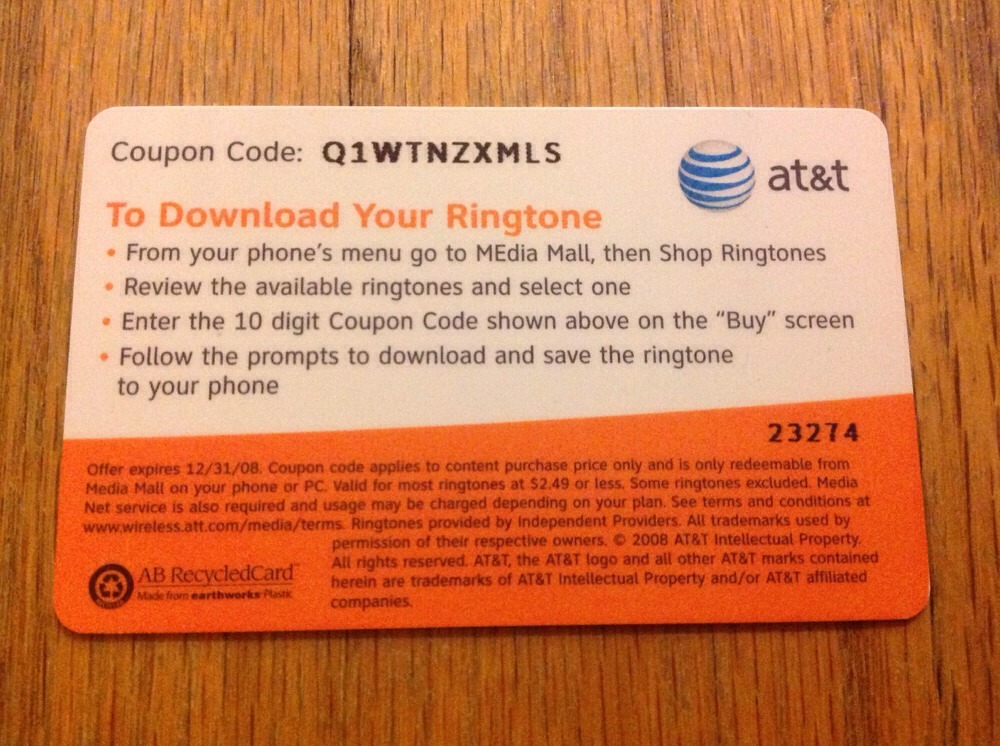 Coupon Code: Q1WTNZXMLS
at&t
To Download Your Ringtone
• From your phone's menu go to MEdia Mall, then Shop Ringtones
• Review the available ringtones and select one
• Enter the 10 digit Coupon Code shown above on the "Buy" screen
• Follow the prompts to download and save the ringtone
to your phone
23274
Offer expires 12/31/08. Coupon code applies to content purchase price only and is only redeemable from
Media Mall on your phone or PC. Valid for most ringtones at $2.49 or less. Some ringtones excluded. Media
Net service is also required and usage may be charged depending on your plan. See terms and conditions at
www.wireless.att.com/media/terms. Ringtones provided by Independent Providers. All trademarks used by
permission of their respective owners. © 2008 AT&T Intellectual Property.
All rights reserved. AT&T, the AT&T logo and all other AT&T marks contained
herein are trademarks of AT&T Intellectual Property and/or AT&T affiliated
companies.
AB RecycledCard™
Made from earthworks® Plastic